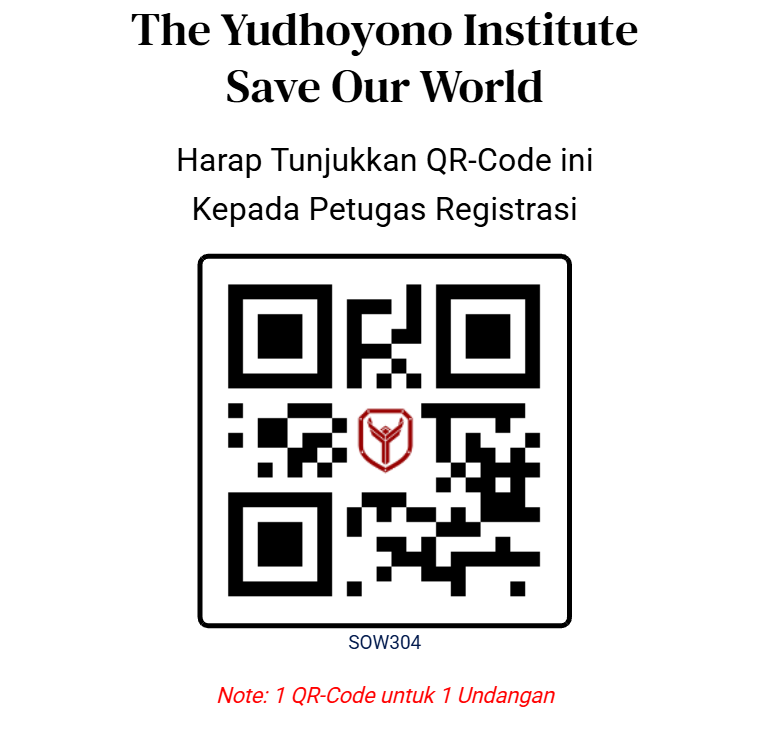 The Yudhoyono Institute
Save Our World
Harap Tunjukkan QR-Code ini
Kepada Petugas Registrasi
SOW304
Note: 1 QR-Code untuk 1 Undangan